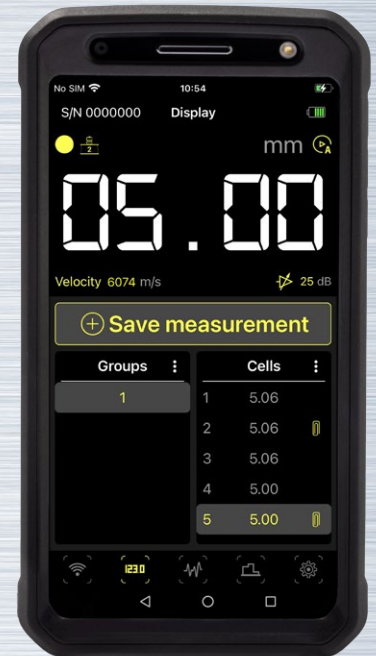 No SIM 10:54
S/N 0000000 Display
2 mm A
05.00
Velocity 6074 m/s 25 dB
Save measurement
Groups Cells
1
1 5.06
2 5.06
3 5.06
4 5.00
5 5.00
123.0